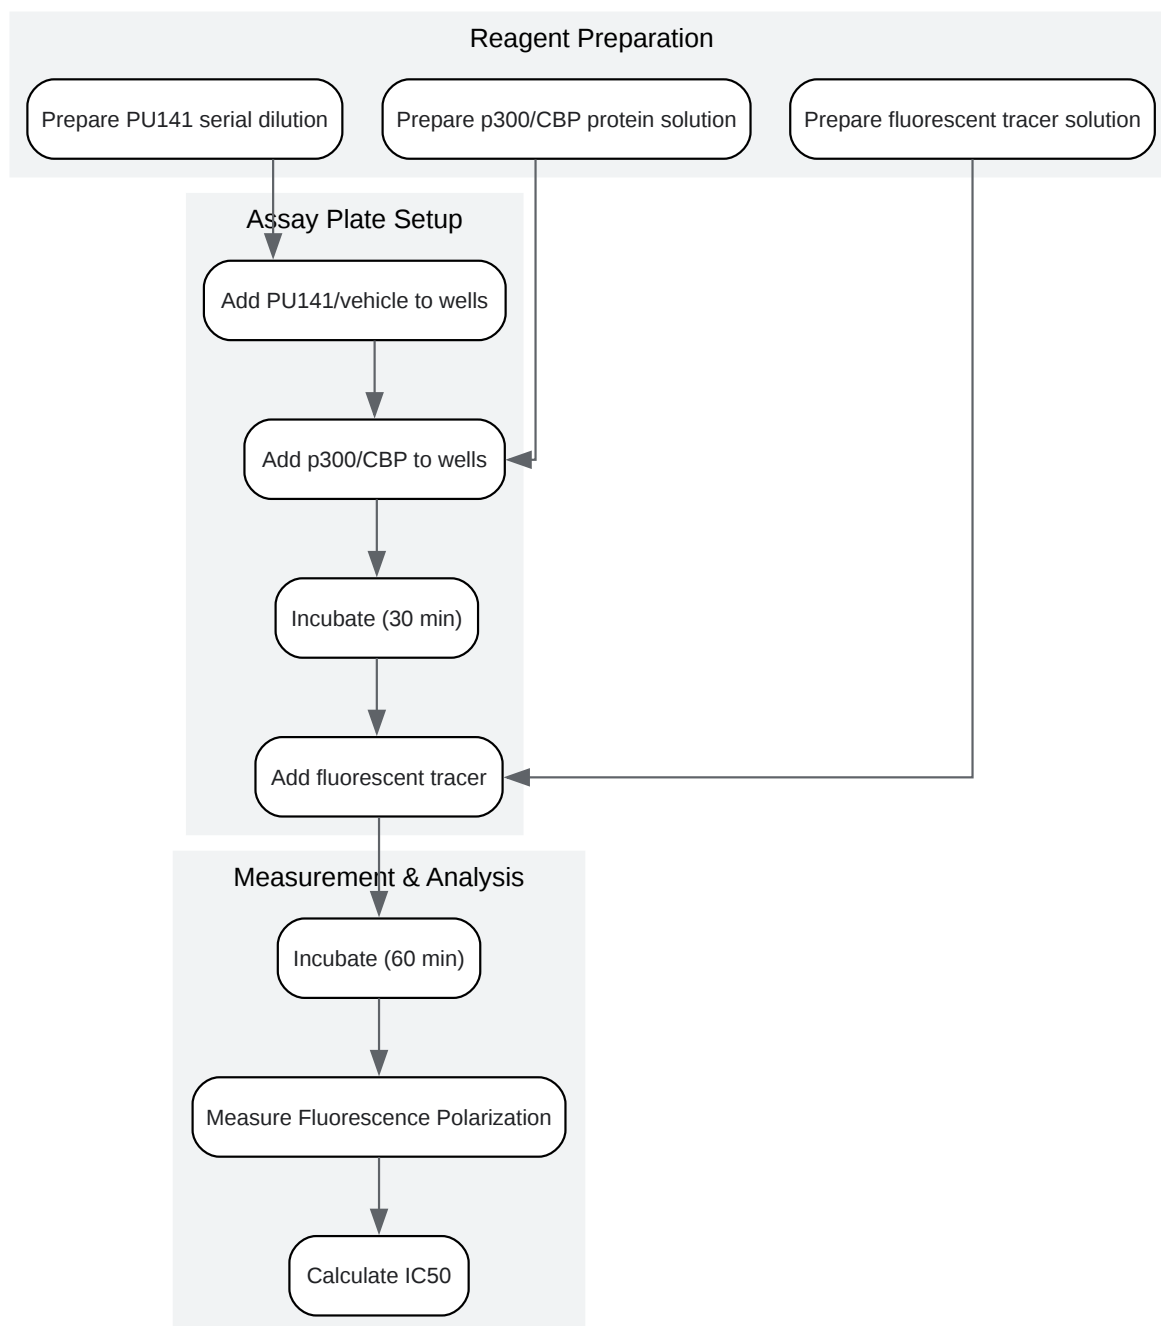 Reagent Preparation
Prepare PU141 serial dilution
Prepare p300/CBP protein solution
Prepare fluorescent tracer solution
Assay Plate Setup
Add PU141/vehicle to wells
Add p300/CBP to wells
Incubate (30 min)
Add fluorescent tracer
Measurement & Analysis
Incubate (60 min)
Measure Fluorescence Polarization
Calculate IC50